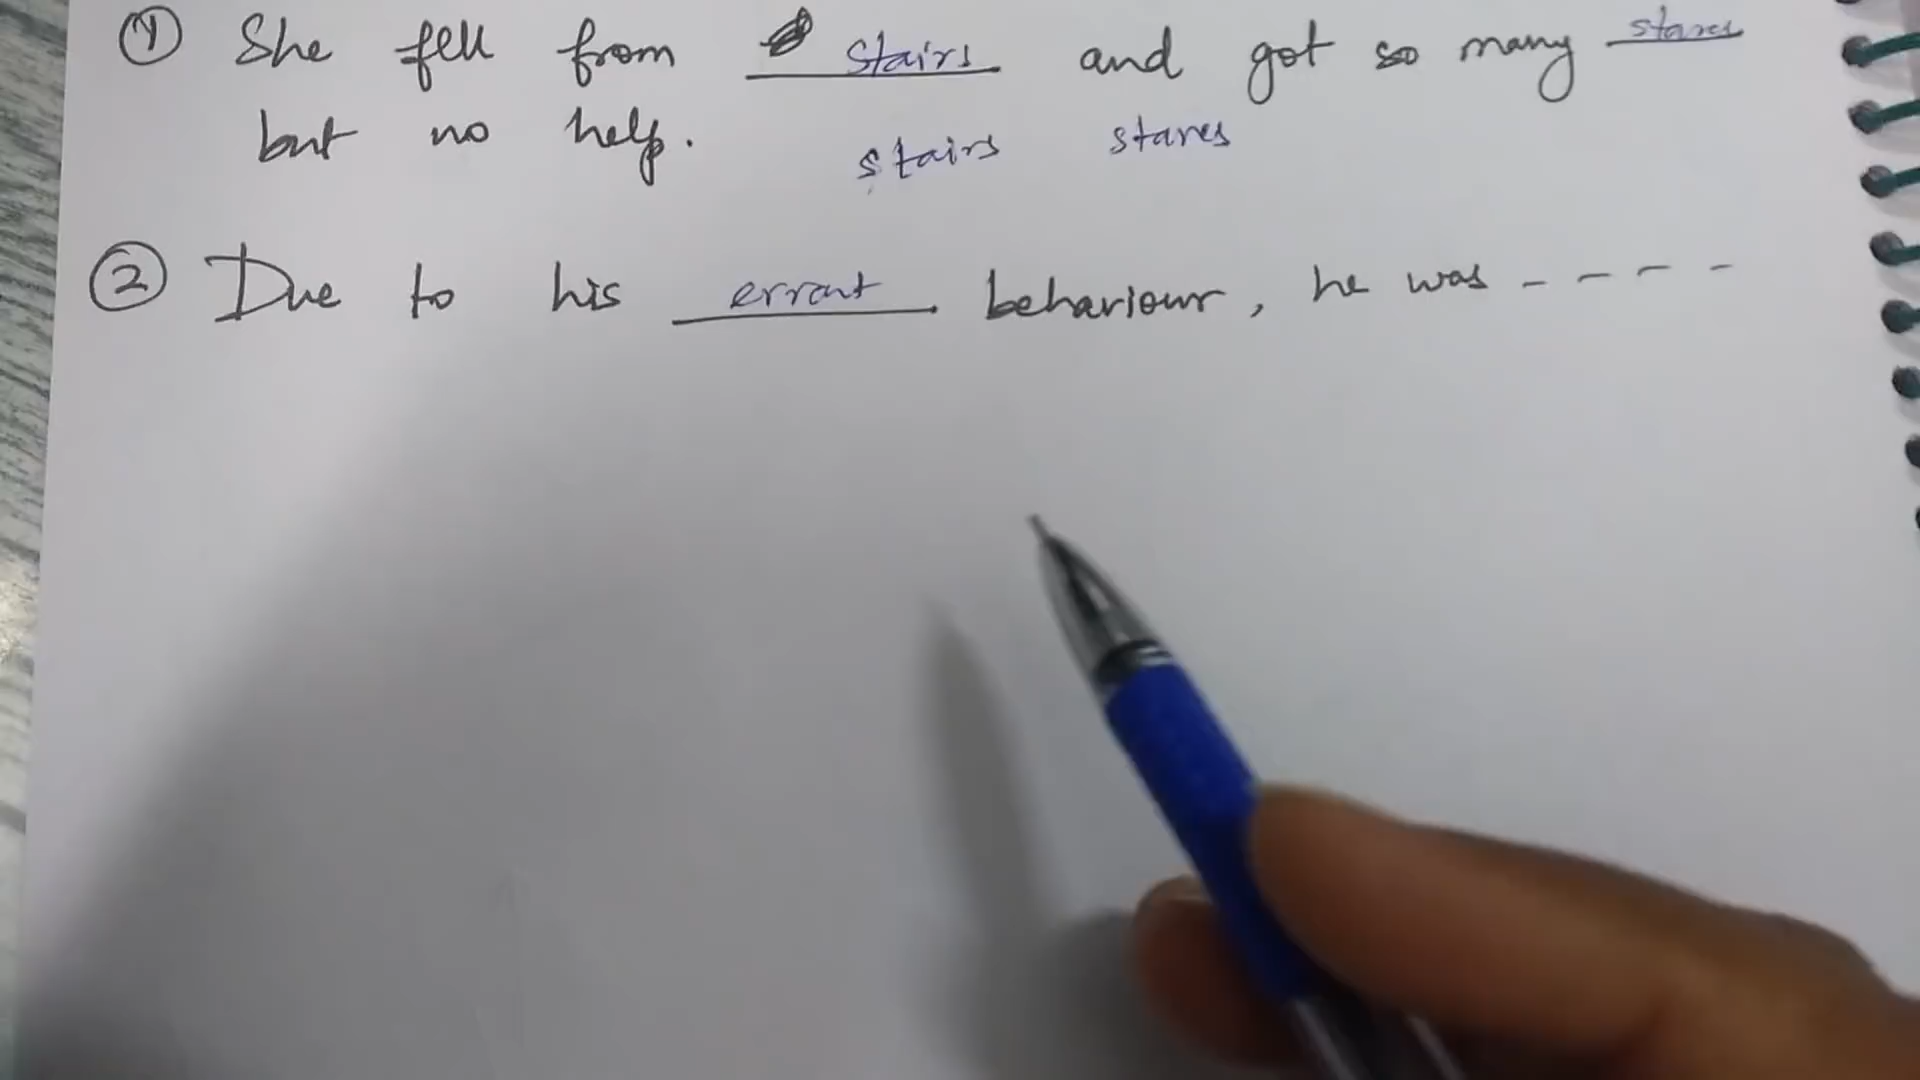 ① She fell from stairs and got so many stares
but no help. stairs stares
② Due to his errant behaviour, he was - - - -